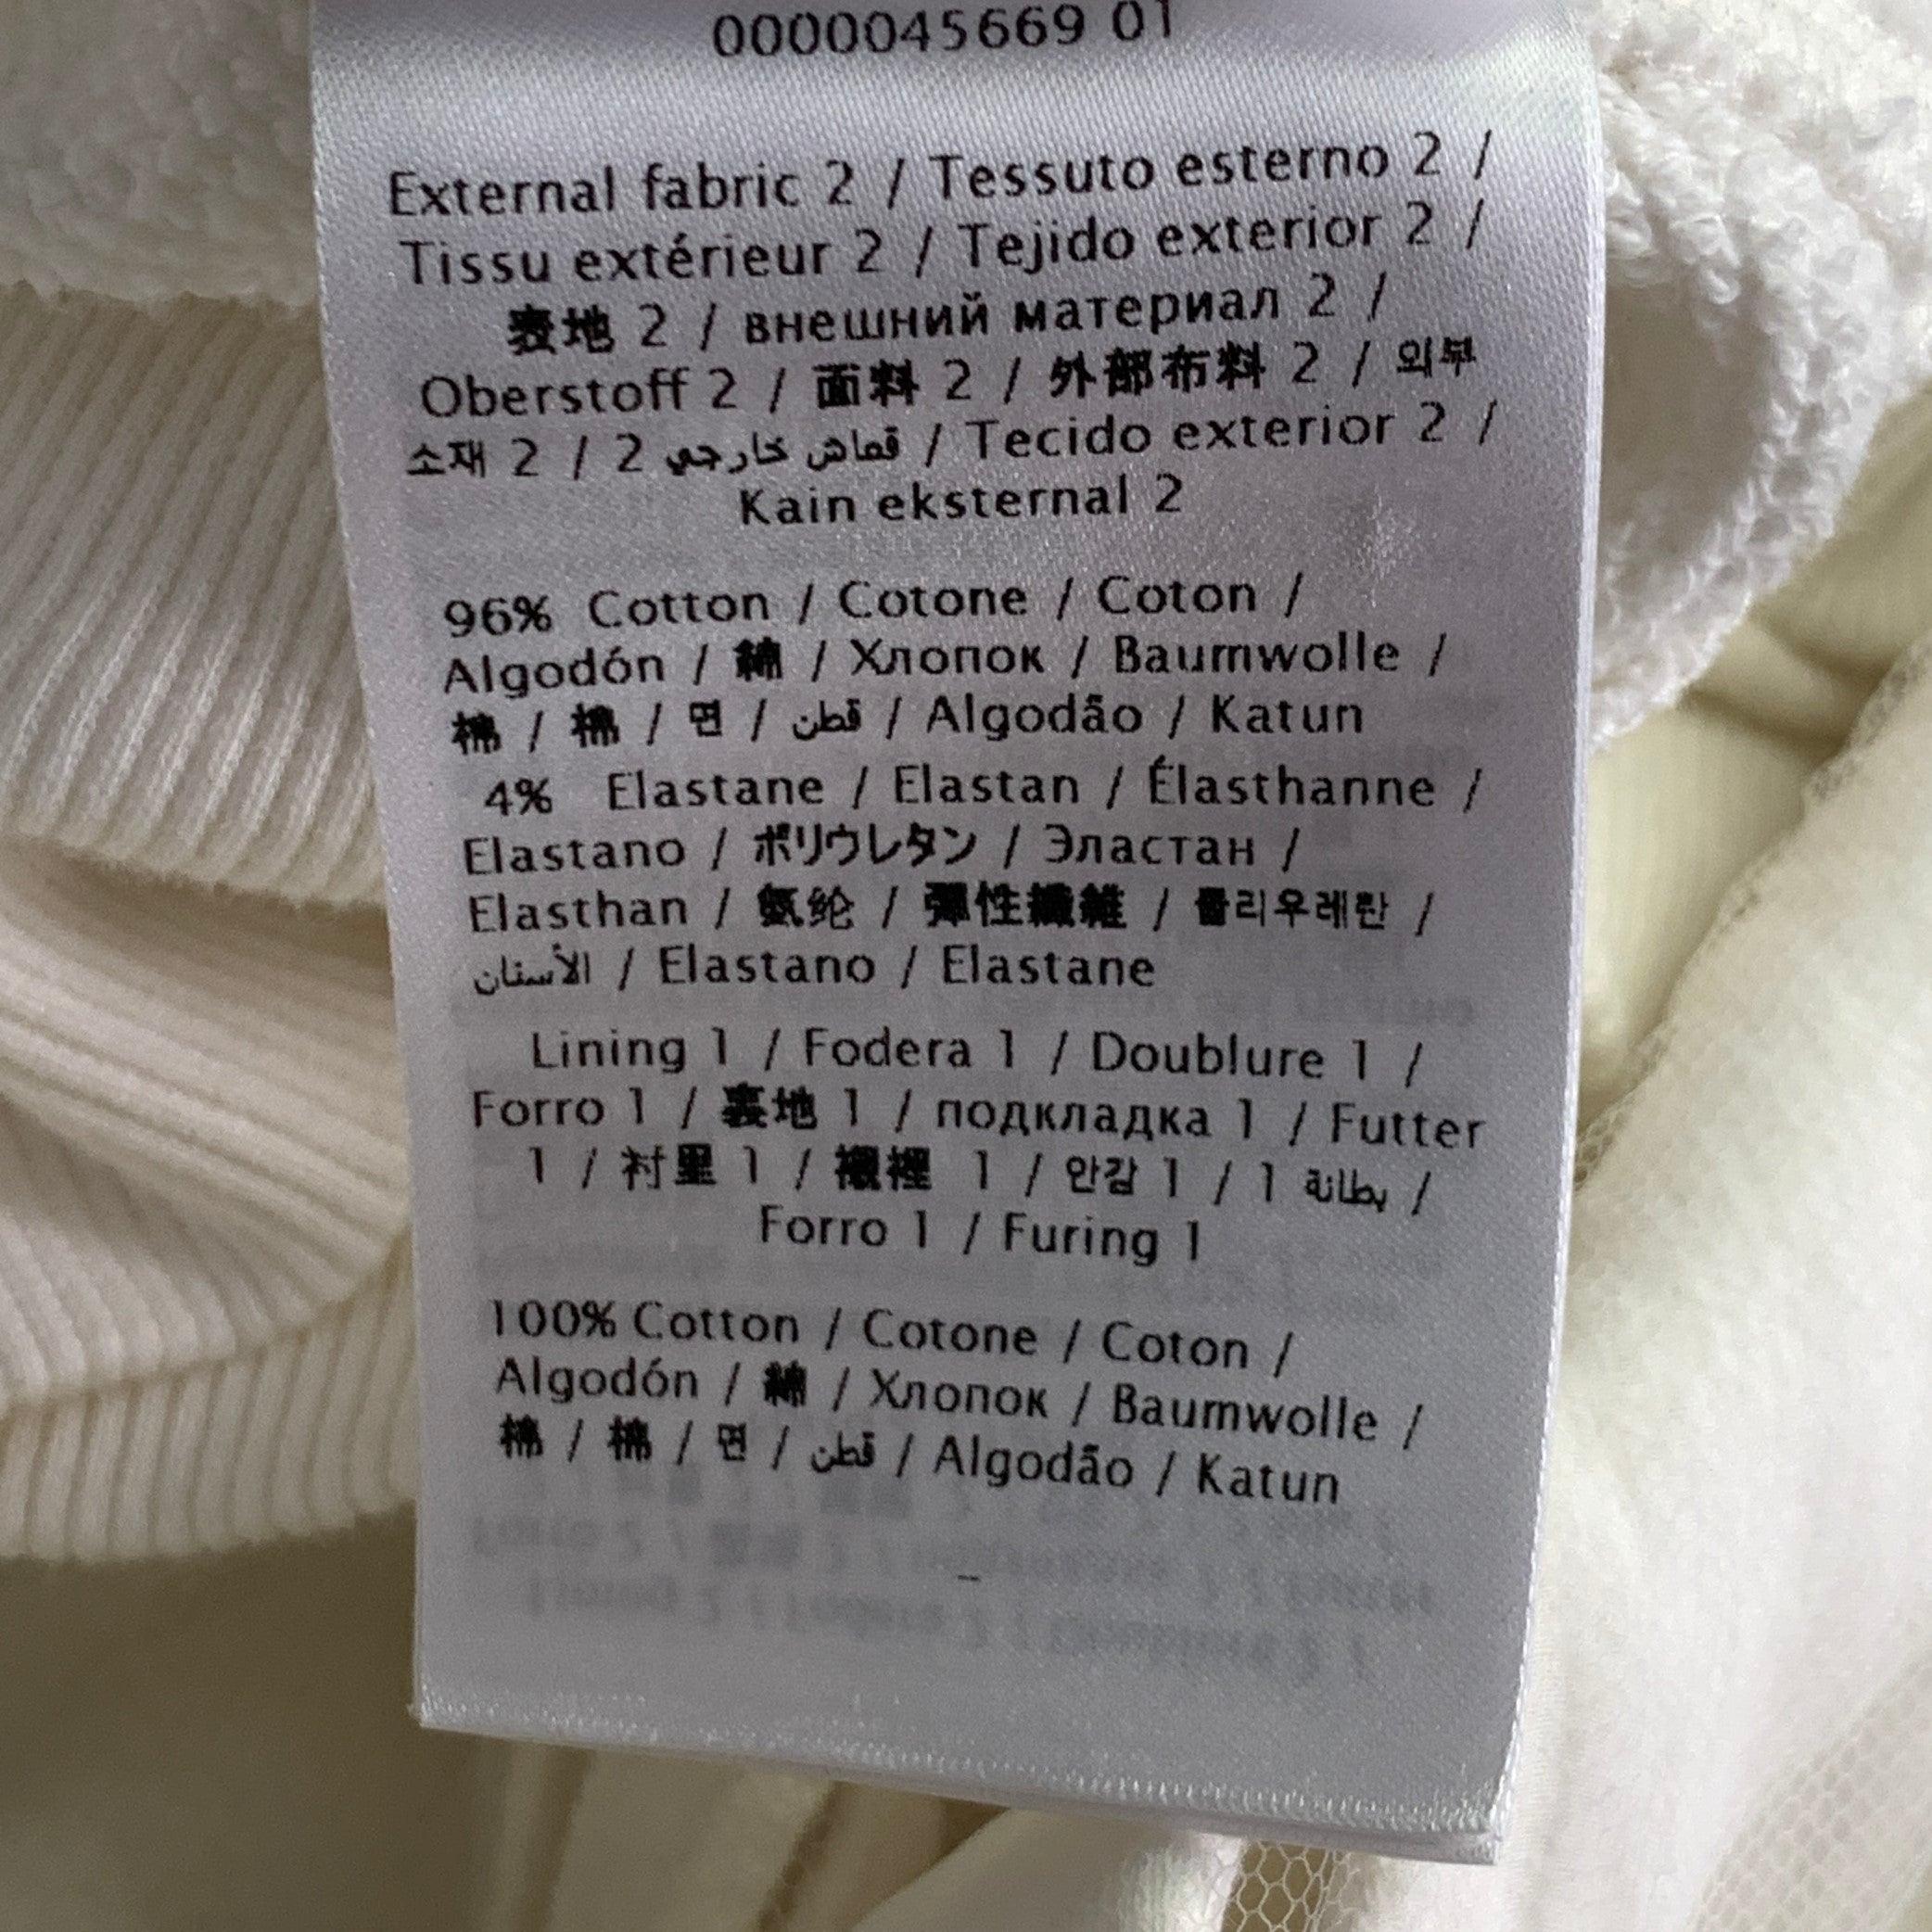 0000045669 01
External fabric 2 / Tessuto esterno 2 /
Tissu extérieur 2 / Tejido exterior 2 /
表地 2 / внешний материал 2 /
Oberstoff 2 / 面料 2 / 外部布料 2 / 외부
소재 2 / قماش خارجي 2 / Tecido exterior 2 /
Kain eksternal 2
96% Cotton / Cotone / Coton /
Algodón / 綿 / Хлопок / Baumwolle /
棉 / 棉 / 면 / قطن / Algodão / Katun
4% Elastane / Elastan / Élasthanne /
Elastano / ポリウレタン / Эластан /
Elasthan / 氨纶 / 彈性纖維 / 폴리우레탄 /
الأستان / Elastano / Elastane
Lining 1 / Fodera 1 / Doublure 1 /
Forro 1 / 裏地 1 / подкладка 1 / Futter
1 / 衬里 1 / 襯裡 1 / 안감 1 / بطانة 1 /
Forro 1 / Furing 1
100% Cotton / Cotone / Coton /
Algodón / 綿 / Хлопок / Baumwolle /
棉 / 棉 / 면 / قطن / Algodão / Katun